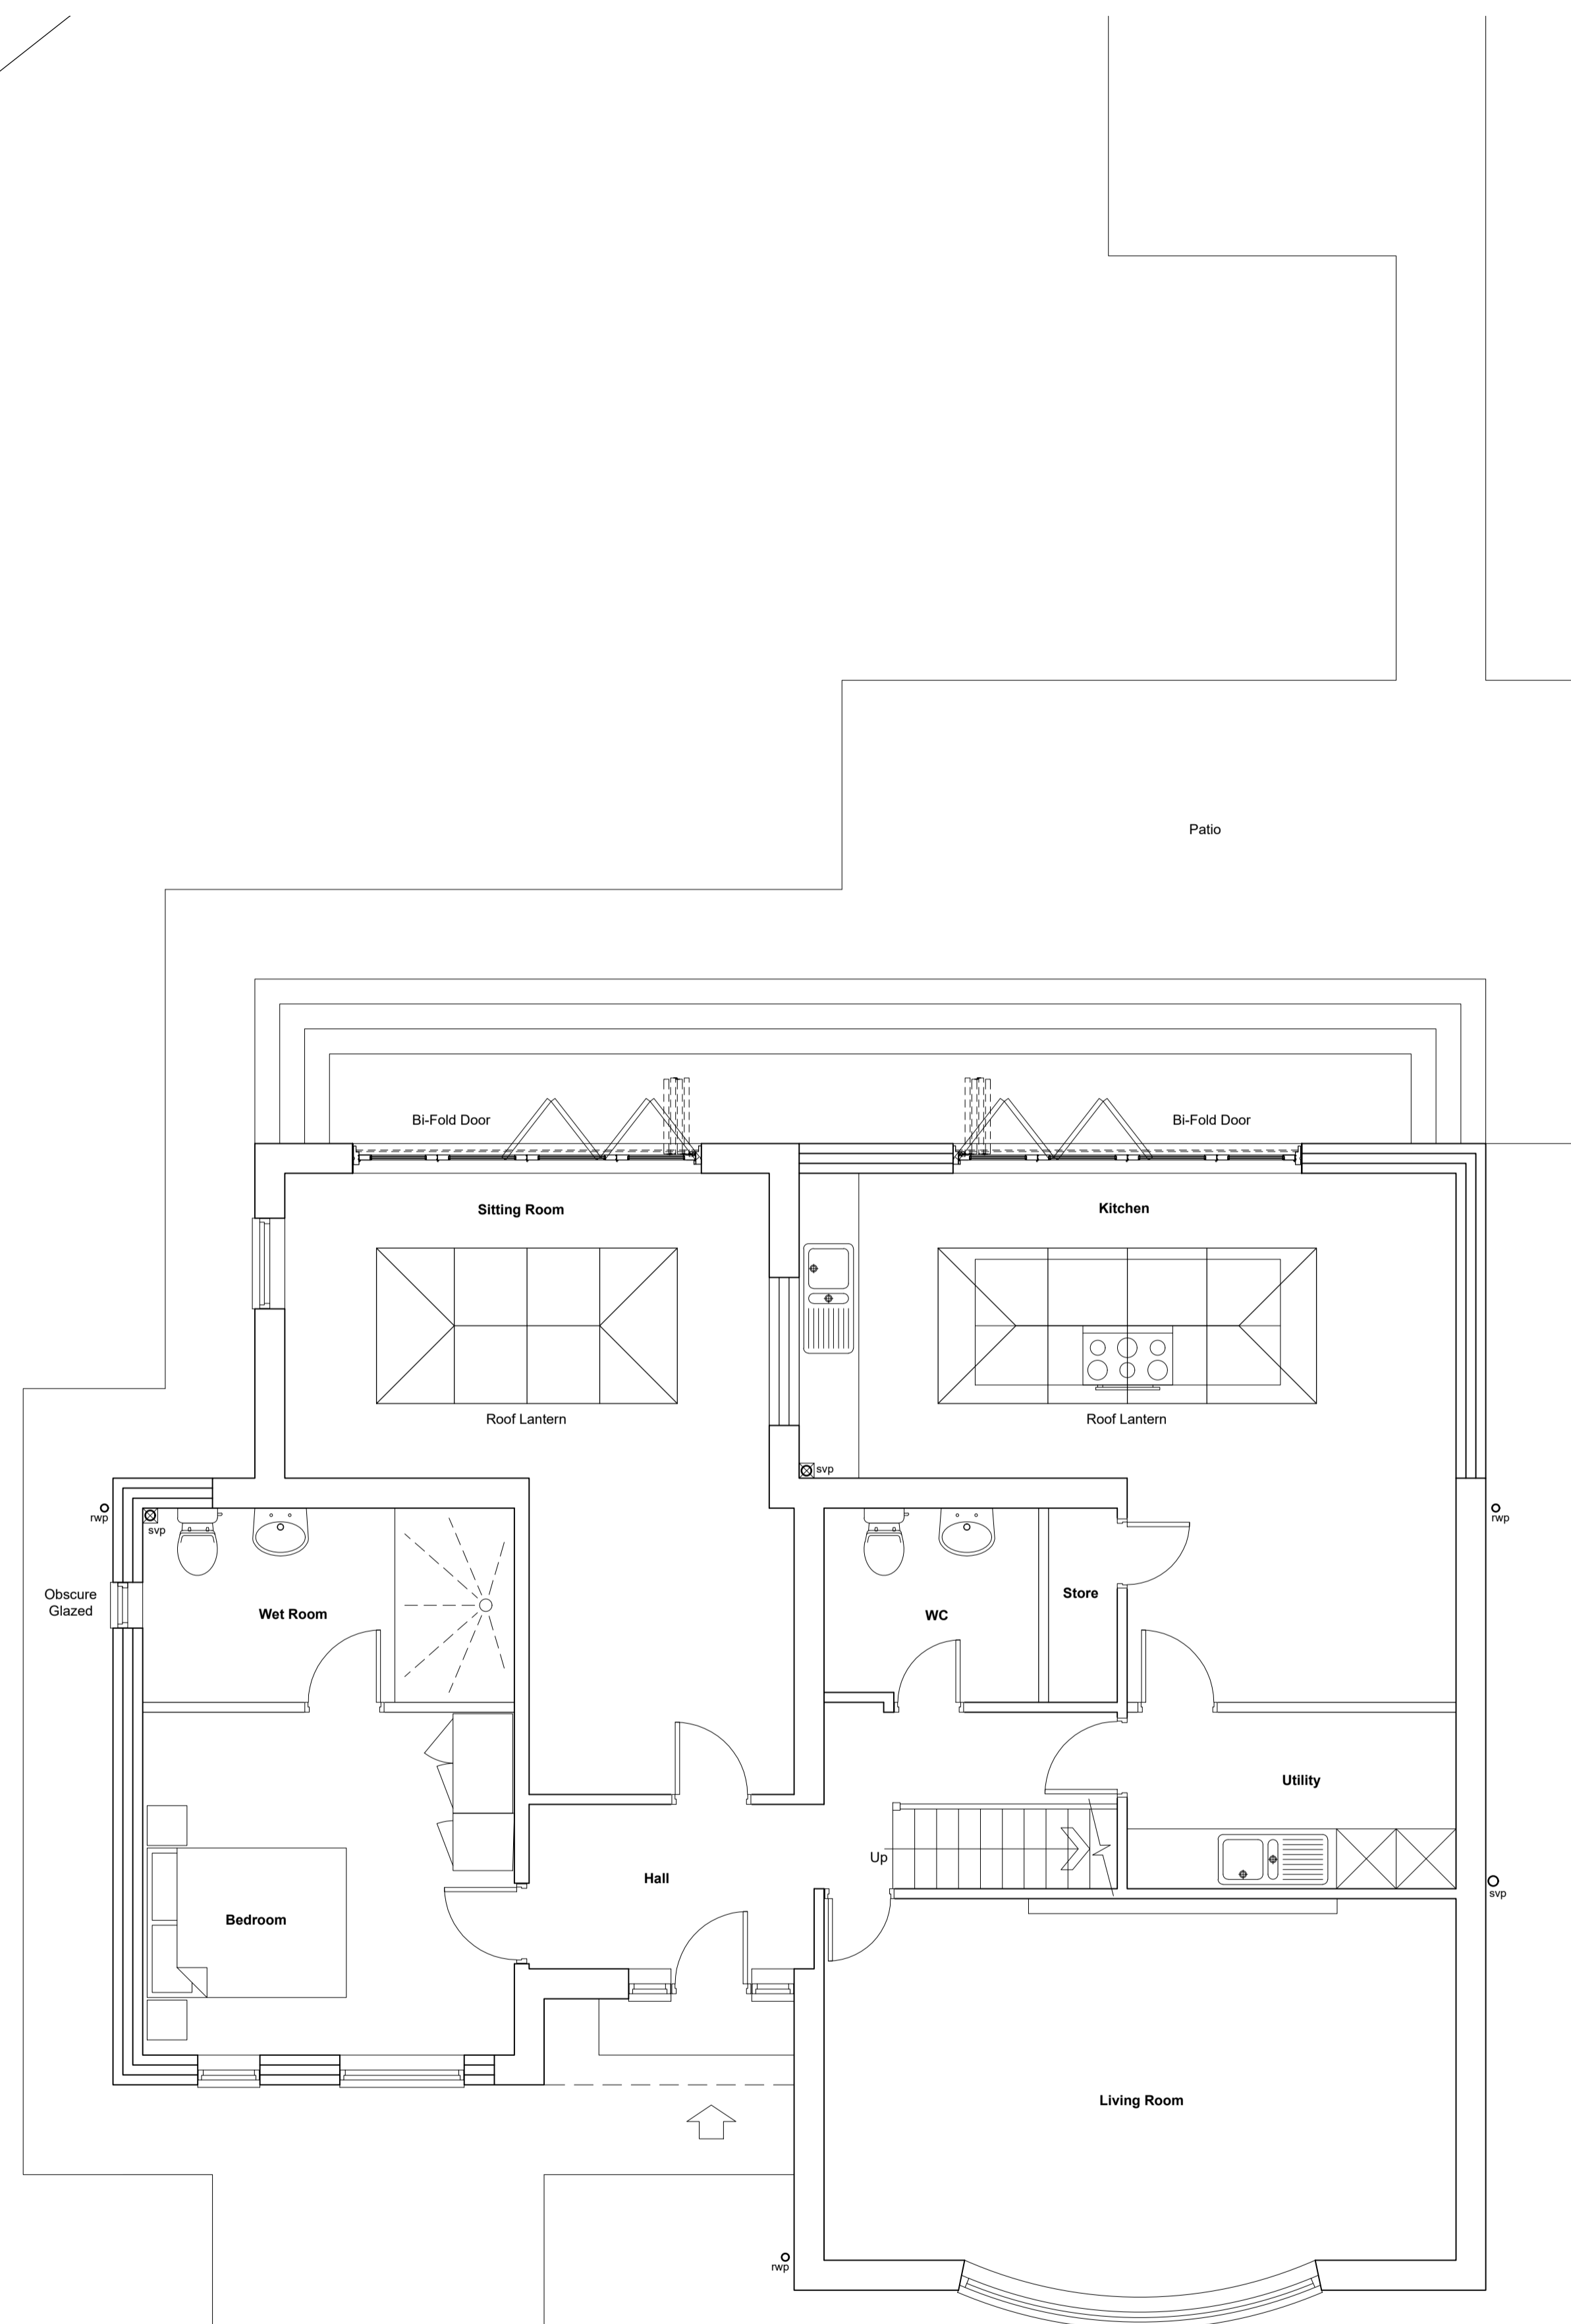 Patio
Bi-Fold Door
Bi-Fold Door
Sitting Room
Kitchen
Roof Lantern
Roof Lantern
svp
rwp
svp
rwp
Obscure
Glazed
Wet Room
WC
Store
Utility
Up
Hall
svp
Bedroom
Living Room
rwp